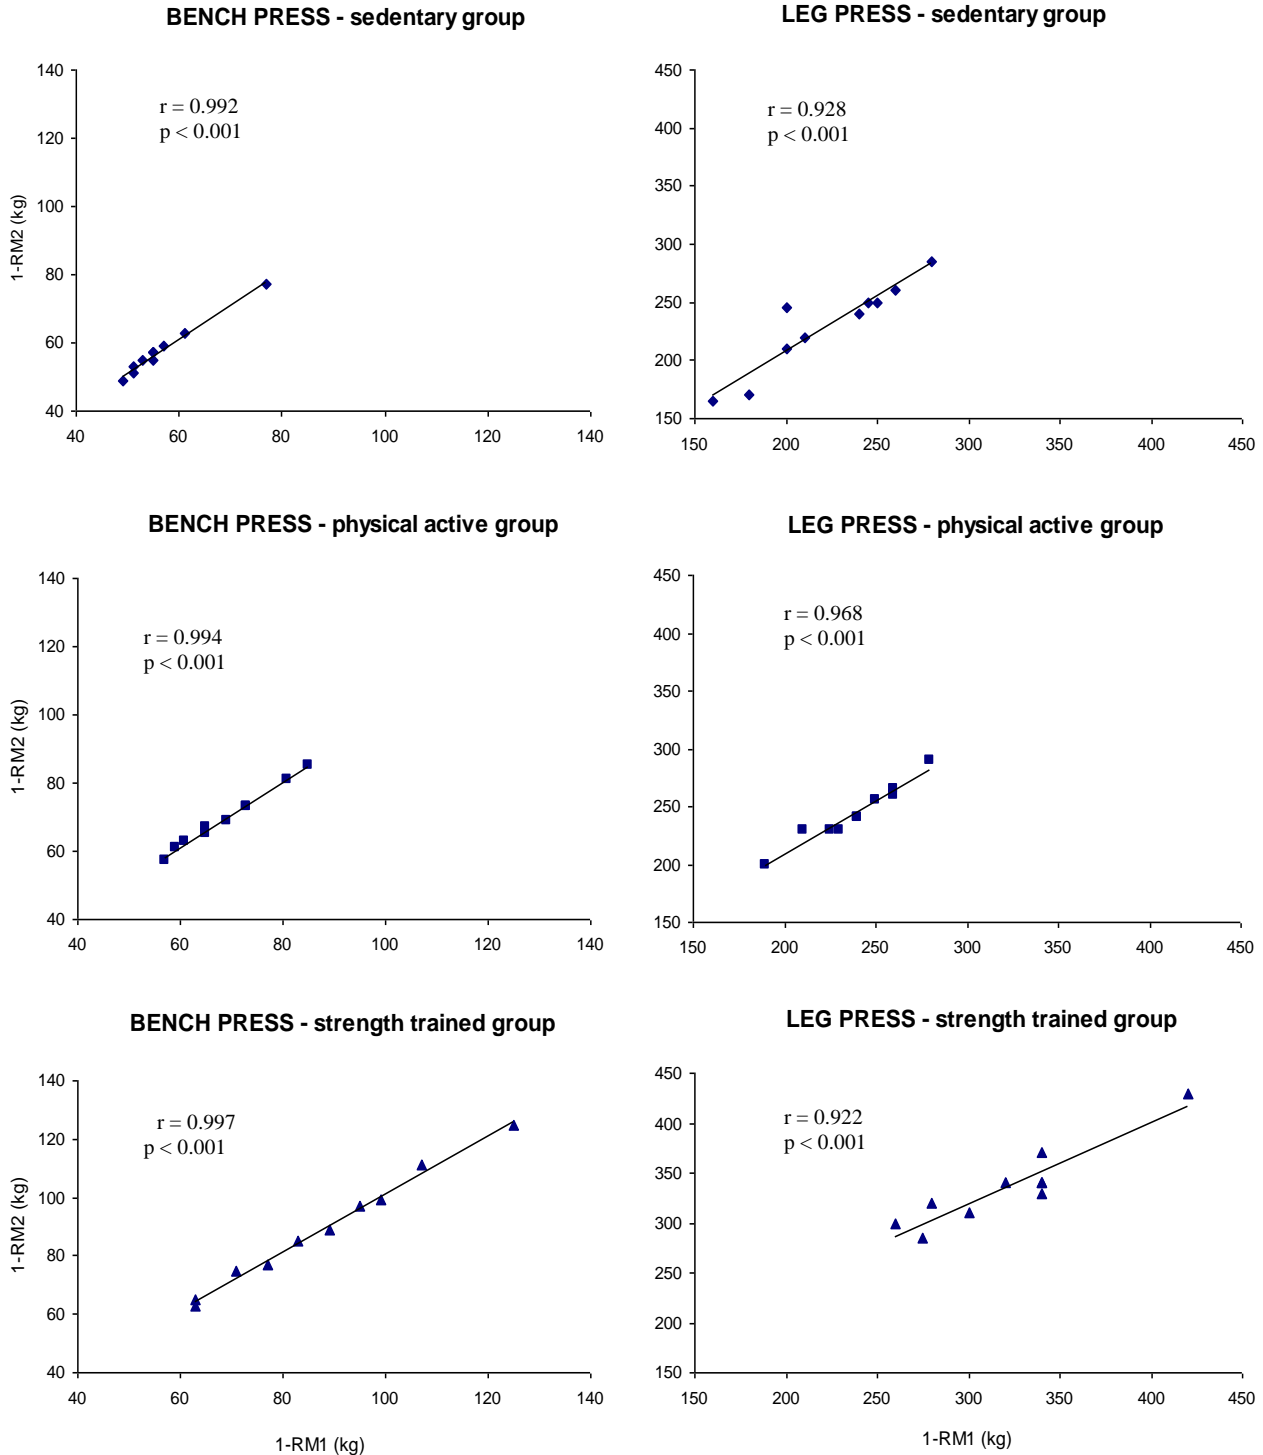 BENCH PRESS - sedentary group
140
120
100
80
60
40
40 60 80 100 120 140
1-RM2 (kg)
r = 0.992
p < 0.001
LEG PRESS - sedentary group
450
400
350
300
250
200
150
150 200 250 300 350 400 450
r = 0.928
p < 0.001
BENCH PRESS - physical active group
140
120
100
80
60
40
40 60 80 100 120 140
1-RM2 (kg)
r = 0.994
p < 0.001
LEG PRESS - physical active group
450
400
350
300
250
200
150
150 200 250 300 350 400 450
r = 0.968
p < 0.001
BENCH PRESS - strength trained group
140
120
100
80
60
40
40 60 80 100 120 140
1-RM2 (kg)
r = 0.997
p < 0.001
1-RM1 (kg)
LEG PRESS - strength trained group
450
400
350
300
250
200
150
150 200 250 300 350 400 450
r = 0.922
p < 0.001
1-RM1 (kg)